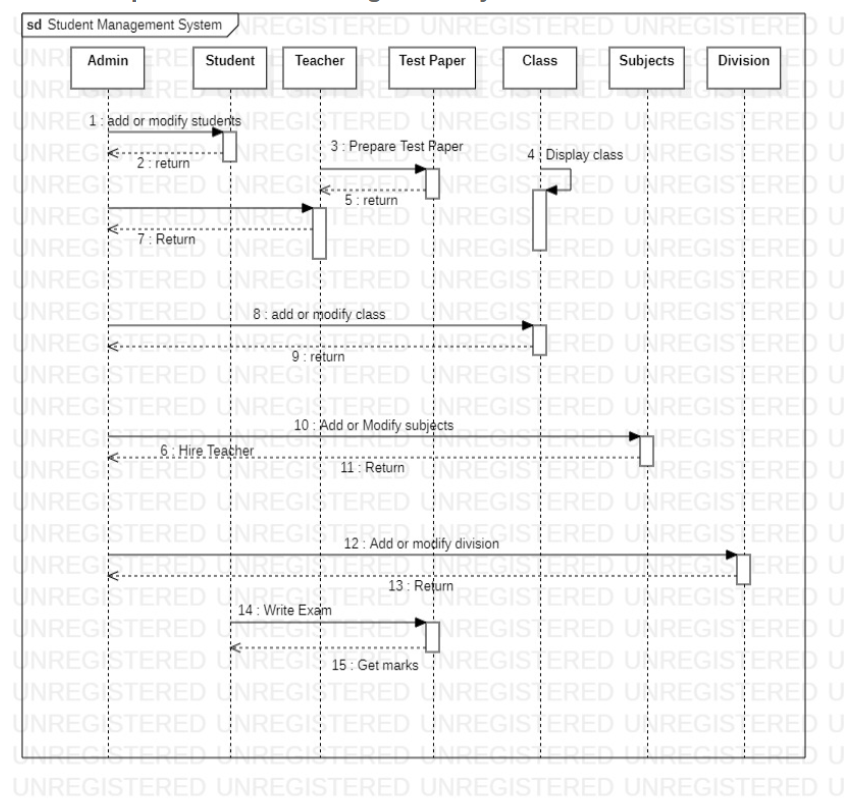 sd Student Management System
Admin
Student
Teacher
Test Paper
Class
Subjects
Division
1 : add or modify students
2 : return
3 : Prepare Test Paper
4 : Display class
5 : return
7 : Return
8 : add or modify class
9 : return
10 : Add or Modify subjects
6 : Hire Teacher
11 : Return
12 : Add or modify division
13 : Return
14 : Write Exam
15 : Get marks
UNREGISTERED UNREGISTERED UNREGISTERED UNREGISTERED U